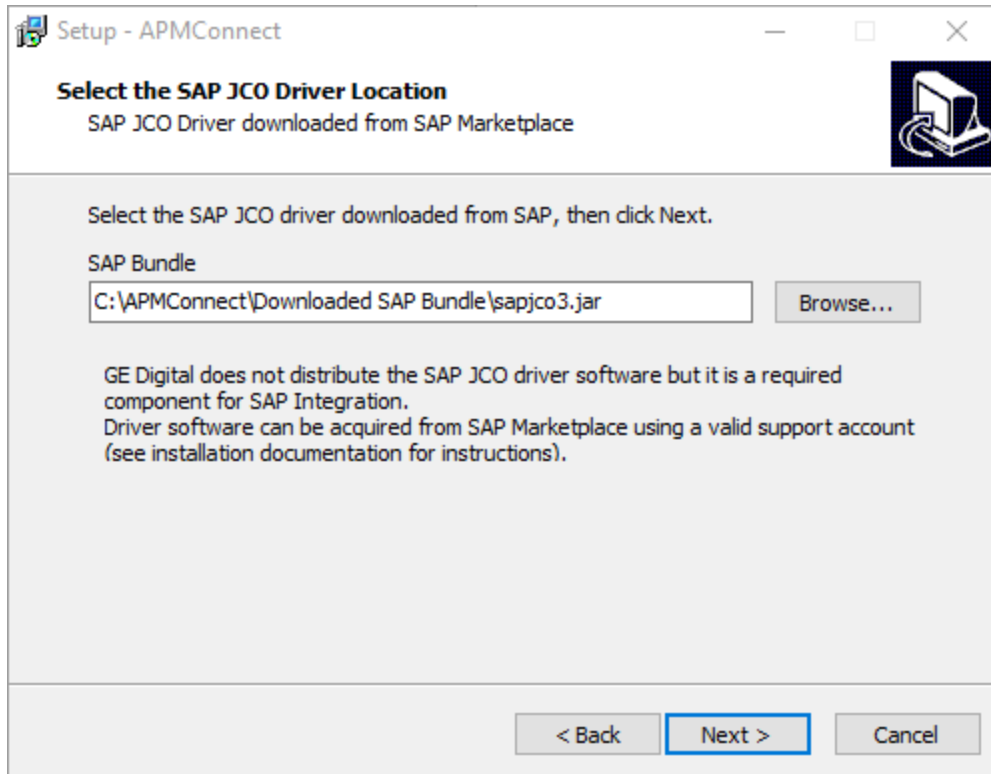 Setup - APMConnect
Select the SAP JCO Driver Location
SAP JCO Driver downloaded from SAP Marketplace
Select the SAP JCO driver downloaded from SAP, then click Next.
SAP Bundle
C:\APMConnect\Downloaded SAP Bundle\sapjco3.jar
Browse...
GE Digital does not distribute the SAP JCO driver software but it is a required
component for SAP Integration.
Driver software can be acquired from SAP Marketplace using a valid support account
(see installation documentation for instructions).
< Back
Next >
Cancel